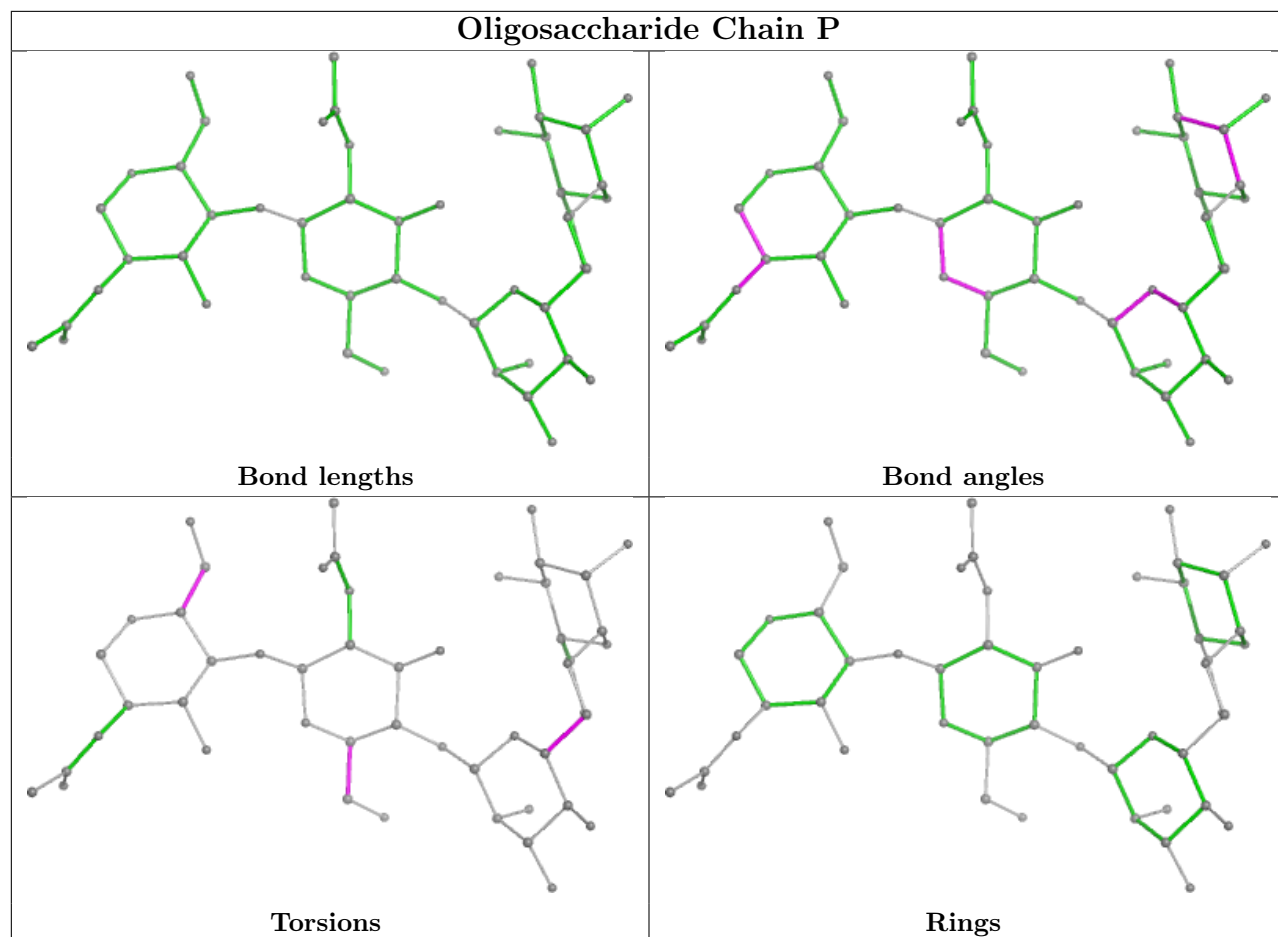 Oligosaccharide Chain P
Bond lengths
Bond angles
Torsions
Rings